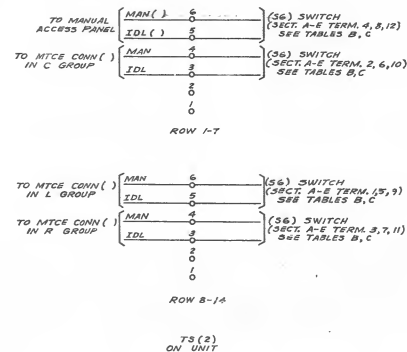 TO MANUAL ACCESS PANEL
MAN( ) 6
IDL( ) 5
(S6) SWITCH
(SECT. A-E TERM. 4, 8, 12)
SEE TABLES B, C
TO MTCE CONN( ) IN C GROUP
MAN 4
IDL 3
(S6) SWITCH
(SECT. A-E TERM. 2, 6, 10)
SEE TABLES B, C
2
1
ROW 1-7
TO MTCE CONN( ) IN L GROUP
MAN 6
IDL 5
(S6) SWITCH
(SECT. A-E TERM. 1, 5, 9)
SEE TABLES B, C
TO MTCE CONN( ) IN R GROUP
MAN 4
IDL 3
(S6) SWITCH
(SECT. A-E TERM. 3, 7, 11)
SEE TABLES B, C
2
1
ROW 8-14
TS(2)
ON UNIT